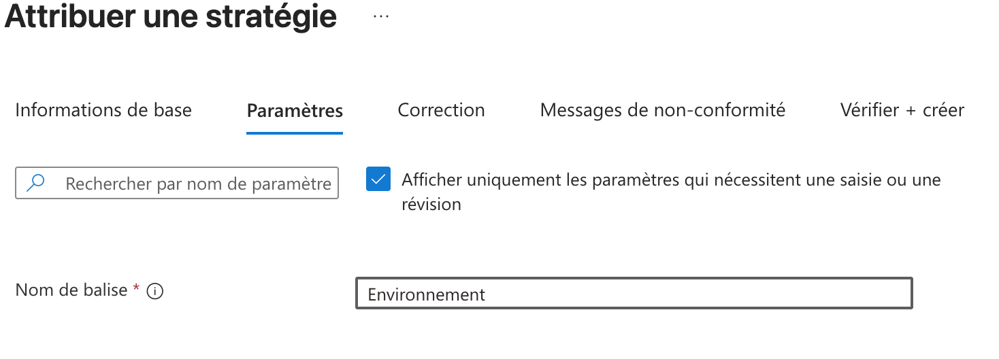 Attribuer une stratégie ...
Informations de base Paramètres Correction Messages de non-conformité Vérifier + créer
Rechercher par nom de paramètre
Afficher uniquement les paramètres qui nécessitent une saisie ou une
révision
Nom de balise *
Environnement